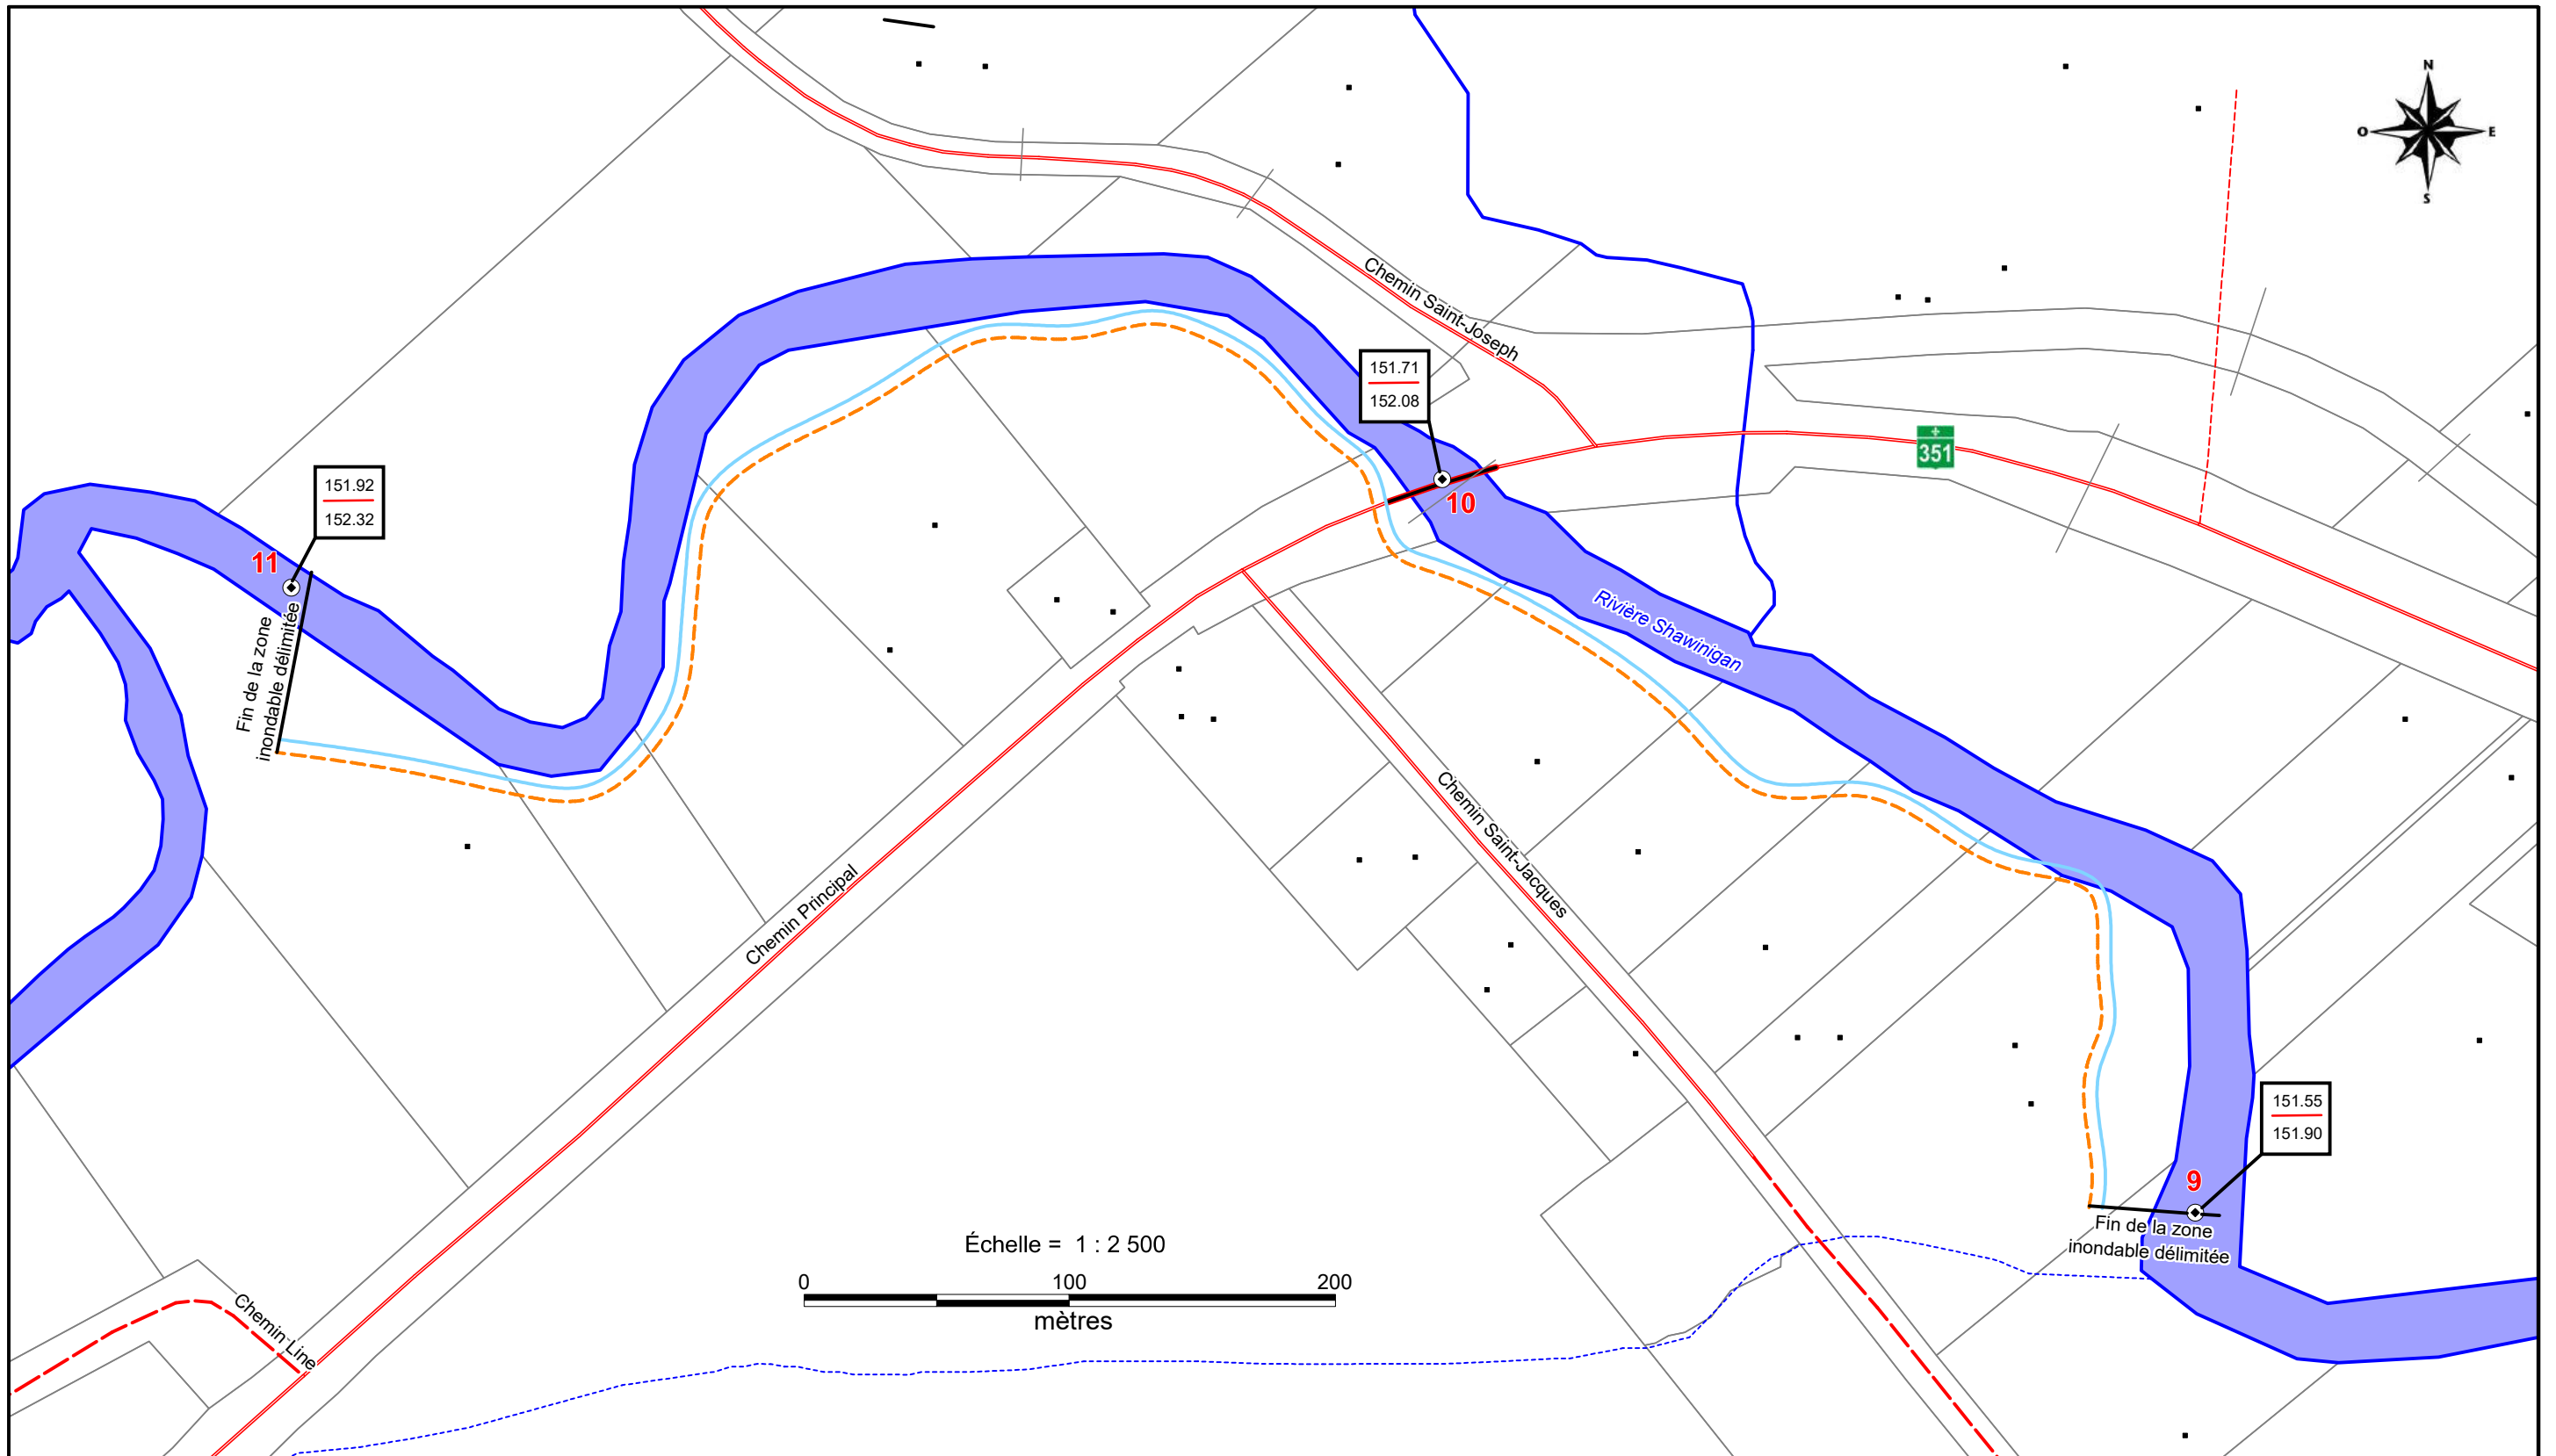 N
O
E
S
Chemin Saint-Joseph
151.71
152.08
10
351
151.92
152.32
11
Fin de la zone
inondable délimitée
Rivière Shawinigan
Chemin Saint-Jacques
Chemin Principal
151.55
151.90
9
Fin de la zone
inondable délimitée
Échelle = 1 : 2 500
0 100 200
mètres
Chemin Line